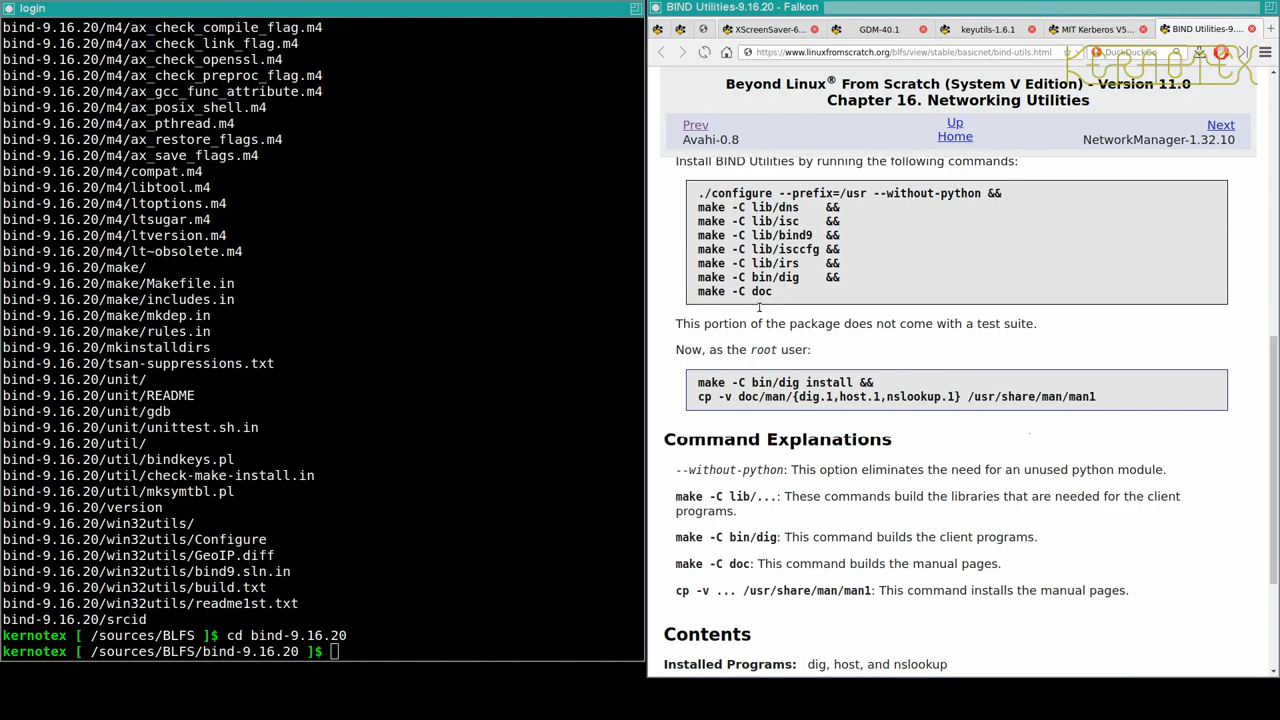 login
bind-9.16.20/m4/ax_check_compile_flag.m4
bind-9.16.20/m4/ax_check_link_flag.m4
bind-9.16.20/m4/ax_check_openssl.m4
bind-9.16.20/m4/ax_check_preproc_flag.m4
bind-9.16.20/m4/ax_gcc_func_attribute.m4
bind-9.16.20/m4/ax_posix_shell.m4
bind-9.16.20/m4/ax_pthread.m4
bind-9.16.20/m4/ax_restore_flags.m4
bind-9.16.20/m4/ax_save_flags.m4
bind-9.16.20/m4/compat.m4
bind-9.16.20/m4/libtool.m4
bind-9.16.20/m4/ltoptions.m4
bind-9.16.20/m4/ltsugar.m4
bind-9.16.20/m4/ltversion.m4
bind-9.16.20/m4/lt~obsolete.m4
bind-9.16.20/make/
bind-9.16.20/make/Makefile.in
bind-9.16.20/make/includes.in
bind-9.16.20/make/mkdep.in
bind-9.16.20/make/rules.in
bind-9.16.20/mkinstalldirs
bind-9.16.20/tsan-suppressions.txt
bind-9.16.20/unit/
bind-9.16.20/unit/README
bind-9.16.20/unit/gdb
bind-9.16.20/unit/unittest.sh.in
bind-9.16.20/util/
bind-9.16.20/util/bindkeys.pl
bind-9.16.20/util/check-make-install.in
bind-9.16.20/util/mksymtbl.pl
bind-9.16.20/version
bind-9.16.20/win32utils/
bind-9.16.20/win32utils/Configure
bind-9.16.20/win32utils/GeoIP.diff
bind-9.16.20/win32utils/bind9.sln.in
bind-9.16.20/win32utils/build.txt
bind-9.16.20/win32utils/readme1st.txt
bind-9.16.20/srcid
kernotex [ /sources/BLFS ]$ cd bind-9.16.20
kernotex [ /sources/BLFS/bind-9.16.20 ]$
BIND Utilities-9.16.20 - Falkon
XScreenSaver-6... GDM-40.1 keyutils-1.6.1 MIT Kerberos V5... BIND Utilities-9....
https://www.linuxfromscratch.org/blfs/view/stable/basicnet/bind-utils.html DuckDuckGo
KERNOTEX
Beyond Linux® From Scratch (System V Edition) - Version 11.0
Chapter 16. Networking Utilities
Prev Up Next
Avahi-0.8 Home NetworkManager-1.32.10
Install BIND Utilities by running the following commands:
./configure --prefix=/usr --without-python &&
make -C lib/dns &&
make -C lib/isc &&
make -C lib/bind9 &&
make -C lib/isccfg &&
make -C lib/irs &&
make -C bin/dig &&
make -C doc
This portion of the package does not come with a test suite.
Now, as the root user:
make -C bin/dig install &&
cp -v doc/man/{dig.1,host.1,nslookup.1} /usr/share/man/man1
Command Explanations
--without-python: This option eliminates the need for an unused python module.
make -C lib/...: These commands build the libraries that are needed for the client
programs.
make -C bin/dig: This command builds the client programs.
make -C doc: This command builds the manual pages.
cp -v ... /usr/share/man/man1: This command installs the manual pages.
Contents
Installed Programs: dig, host, and nslookup